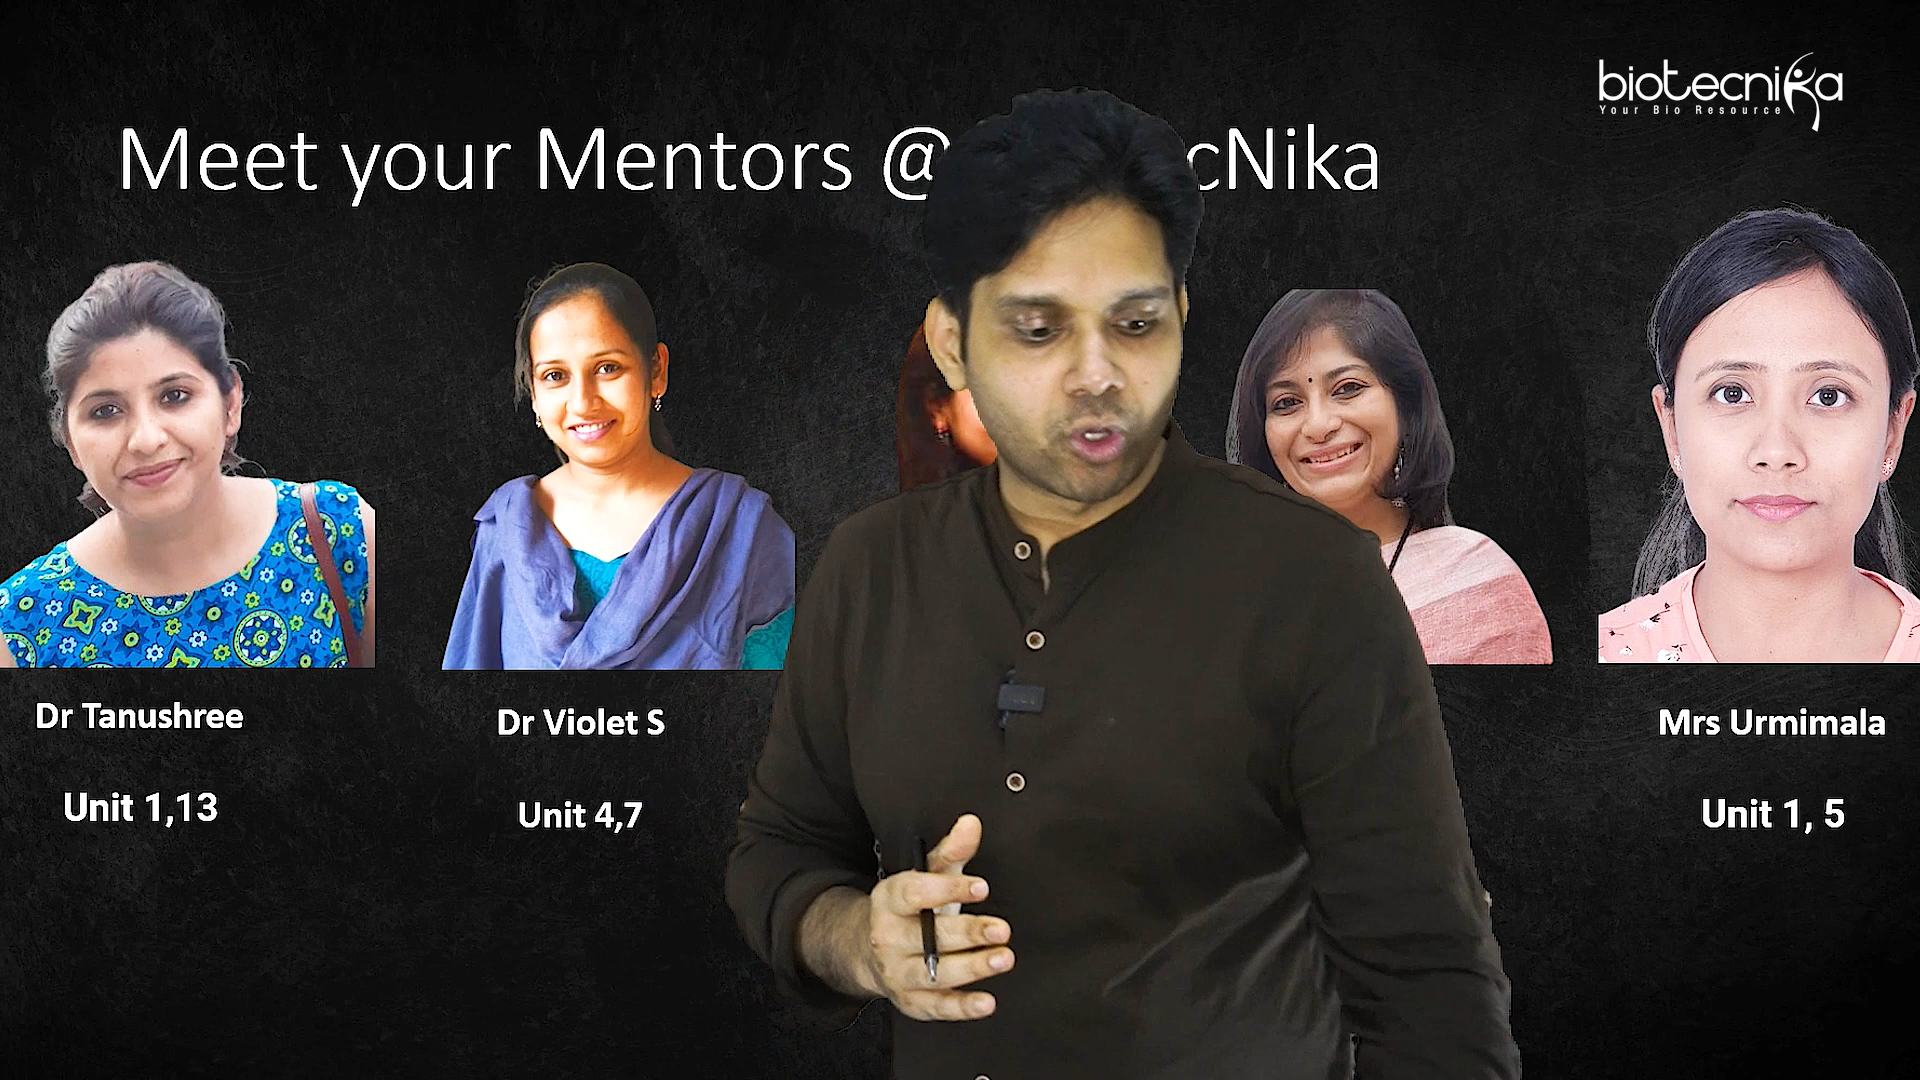 biotecnika
Your Bio Resource
Meet your Mentors @ cNika
Dr Tanushree
Dr Violet S
Mrs Urmimala
Unit 1,13
Unit 4,7
Unit 1, 5